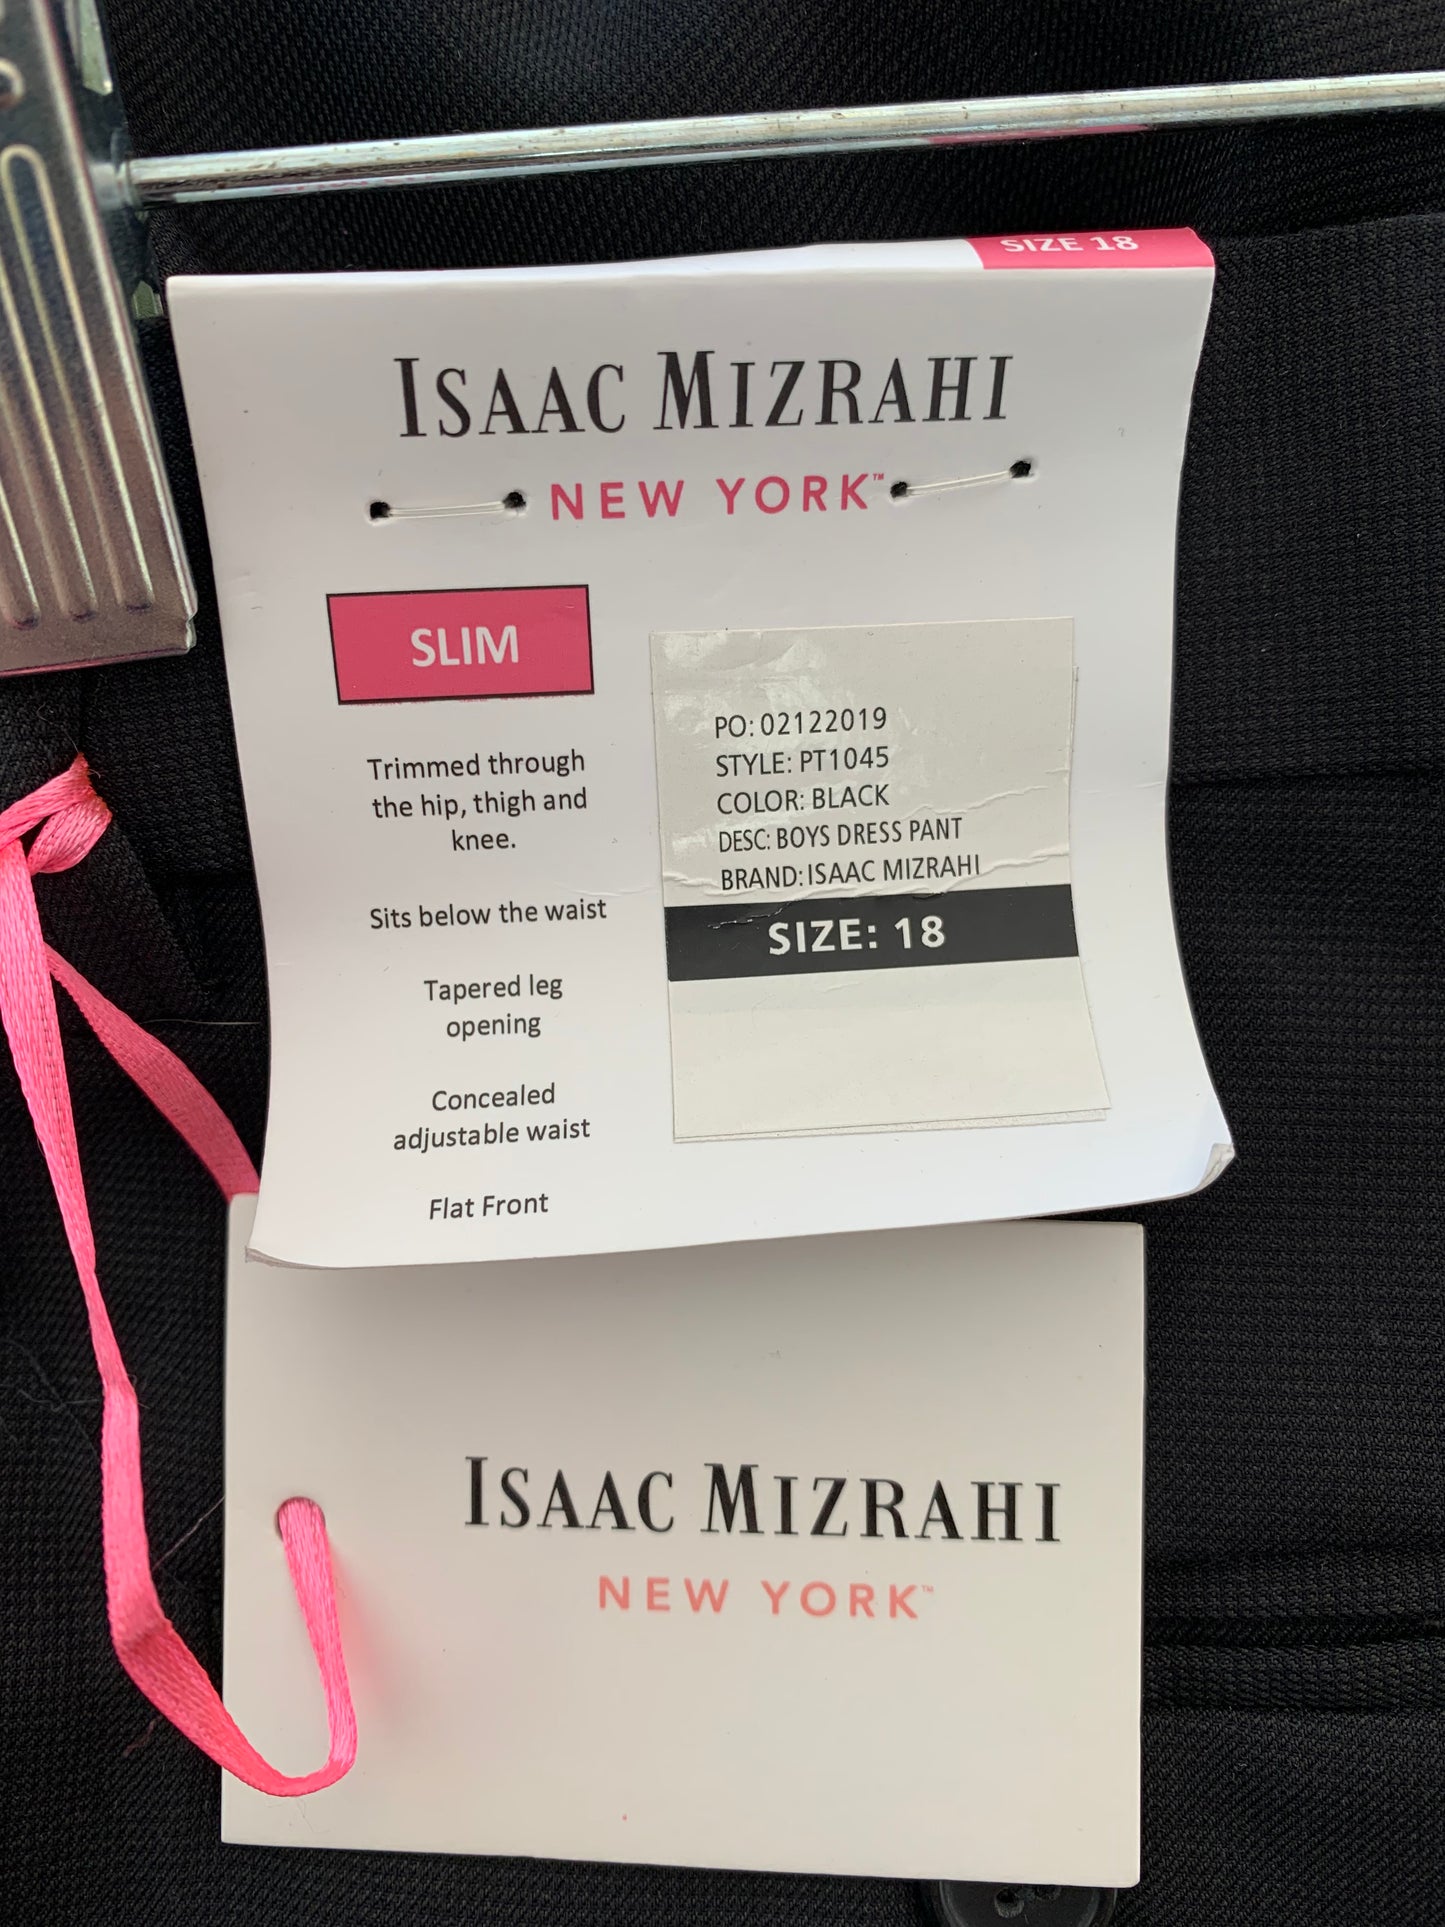 SIZE 18
ISAAC MIZRAHI
NEW YORK™
SLIM
Trimmed through
the hip, thigh and
knee.
Sits below the waist
Tapered leg
opening
Concealed
adjustable waist
Flat Front
PO: 02122019
STYLE: PT1045
COLOR: BLACK
DESC: BOYS DRESS PANT
BRAND: ISAAC MIZRAHI
SIZE: 18
ISAAC MIZRAHI
NEW YORK™